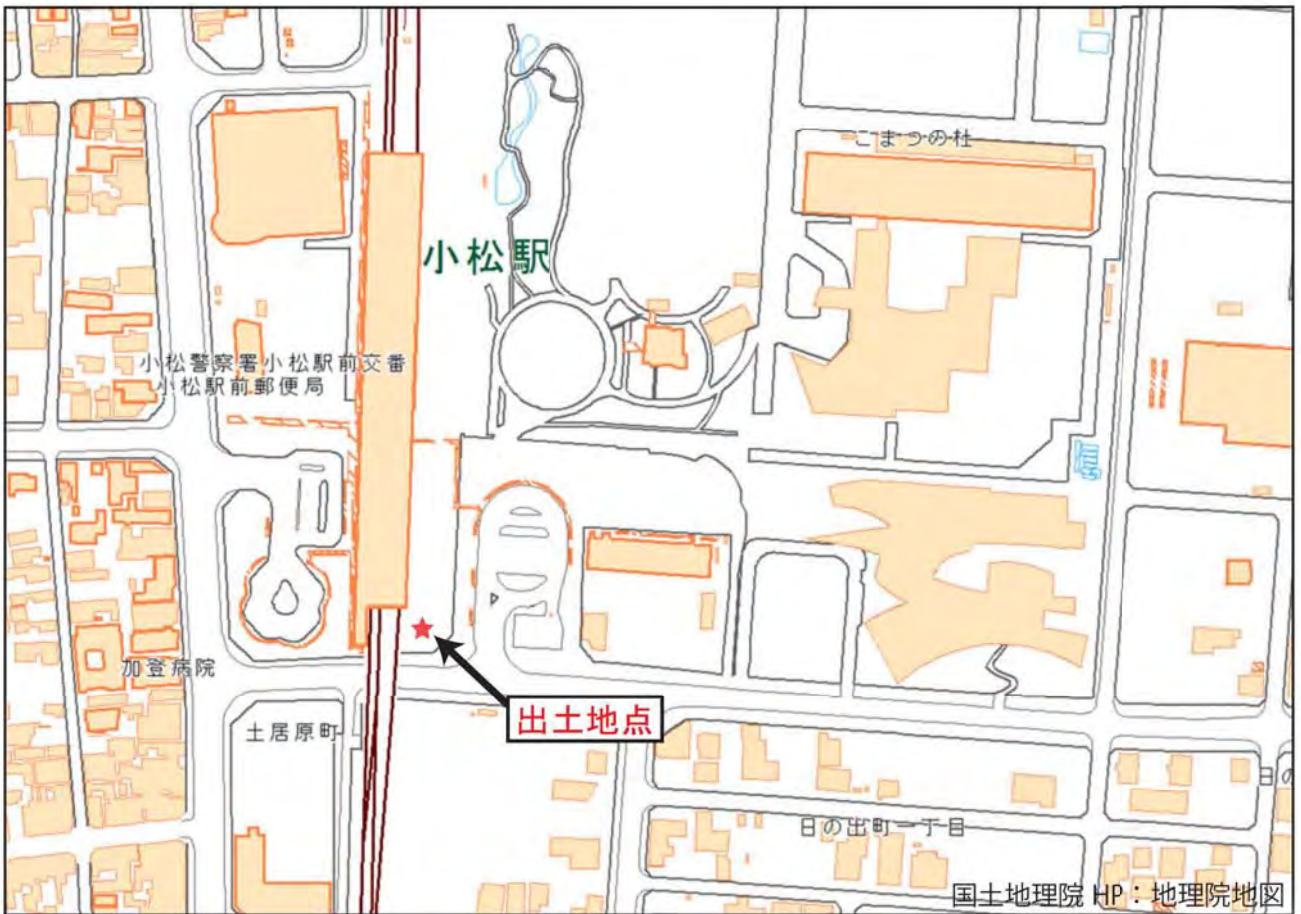 こまつの杜
小松駅
小松警察署小松駅前交番
小松駅前郵便局
加登病院
出土地点
土居原町
日の
日の出町一丁目
国土地理院 HP：地理院地図